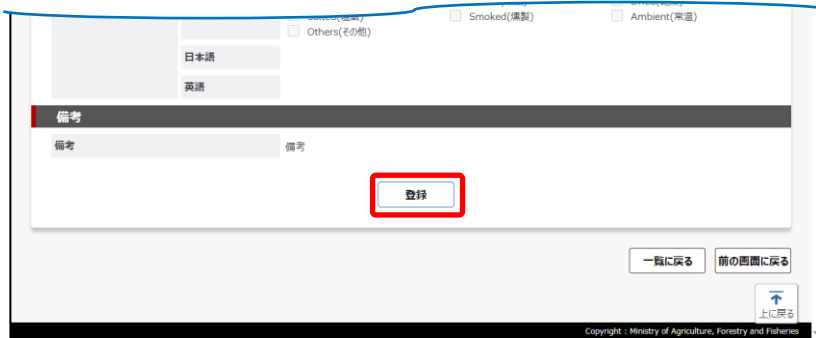 Smoked(燻製)
Ambient(常温)
Others(その他)
日本語
英語
備考
備考
備考
登録
一覧に戻る
前の画面に戻る
上に戻る
Copyright : Ministry of Agriculture, Forestry and Fisheries